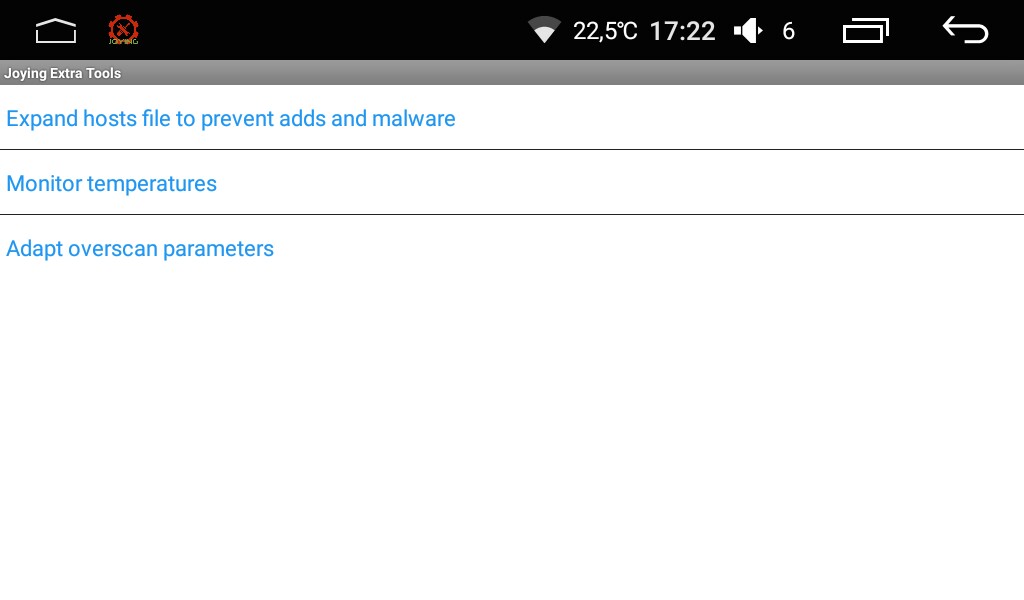 JOYING
22,5℃ 17:22 6
Joying Extra Tools
Expand hosts file to prevent adds and malware
Monitor temperatures
Adapt overscan parameters